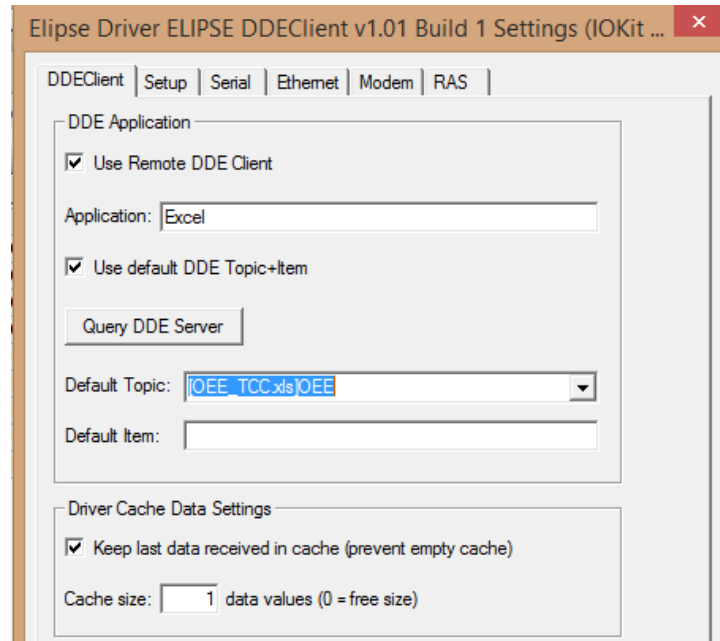 Elipse Driver ELIPSE DDEClient v1.01 Build 1 Settings (IOKit ...
DDEClient Setup Serial Ethernet Modem RAS
DDE Application
Use Remote DDE Client
Application: Excel
Use default DDE Topic+Item
Query DDE Server
Default Topic: [OEE_TCC.xls]OEE
Default Item:
Driver Cache Data Settings
Keep last data received in cache (prevent empty cache)
Cache size: 1 data values (0 = free size)